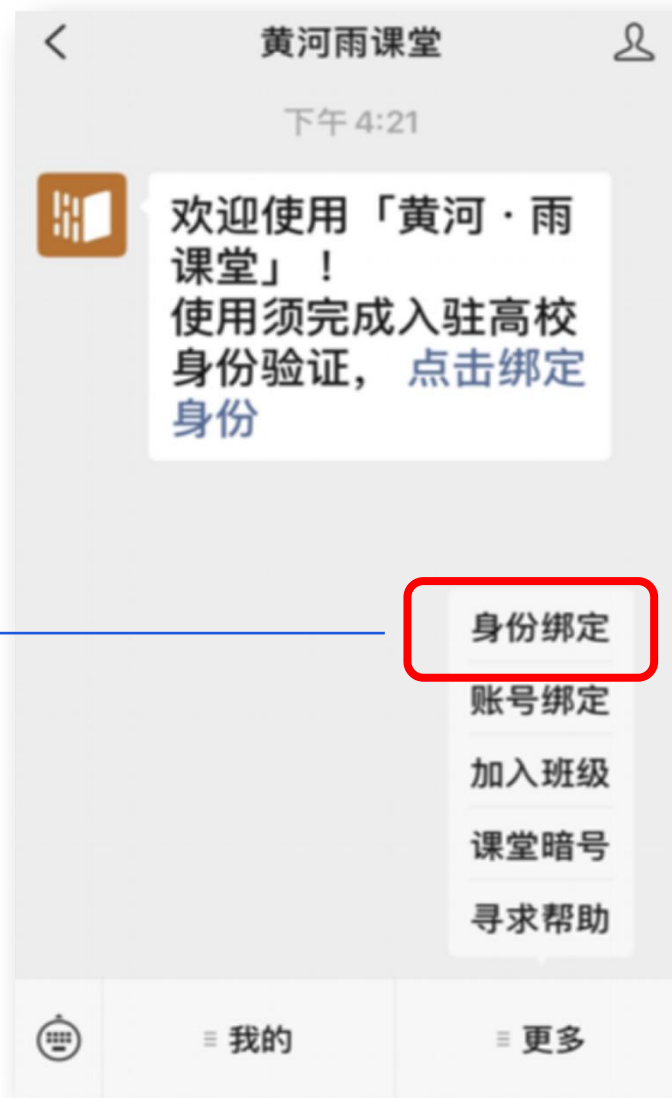 黄河雨课堂
下午 4:21
欢迎使用「黄河·雨
课堂」！
使用须完成入驻高校
身份验证，点击绑定
身份
身份绑定
账号绑定
加入班级
课堂暗号
寻求帮助
我的
更多